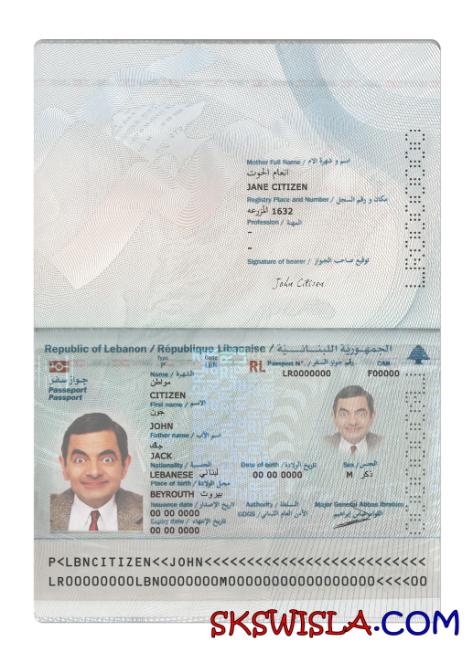 Mother Full Name / اسم و شهرة الام
انعام الحوت
JANE CITIZEN
Registry Place and Number / مكان و رقم السجل
1632 المزرعه
Profession / المهنة
-
-
Signature of bearer / توقيع صاحب الجواز
John Citizen
LR0000000
Republic of Lebanon / République Libanaise / الجمهورية اللبنانية
جواز سفر
Passeport
Passport
Type
P
Code
LBN
RL
Passport N°. / رقم جواز السفر
LR0000000
CAN
F00000
Name / الشهرة
مواطن
CITIZEN
First name / الاسم
جون
JOHN
Father name / اسم الأب
جاك
JACK
Nationality / الجنسية
LEBANESE لبناني
Date of birth / تاريخ الولادة
00 00 0000
Sex / الجنس
M ذكر
Place of birth / محل الولادة
BEYROUTH بيروت
Issuance date / تاريخ الإصدار
00 00 0000
Authority / السلطة
GDGS / الأمن العام اللبناني
Major General Abbas Ibrahim
اللواء عباس إبراهيم
Expiry date / تاريخ الإنتهاء
00 00 0000
P<LBNCITIZEN<<JOHN<<<<<<<<<<<<<<<<<<<<<<<<<<
LR00000000LBN0000000M0000000000000000<<<<00
SKSWISLA.COM